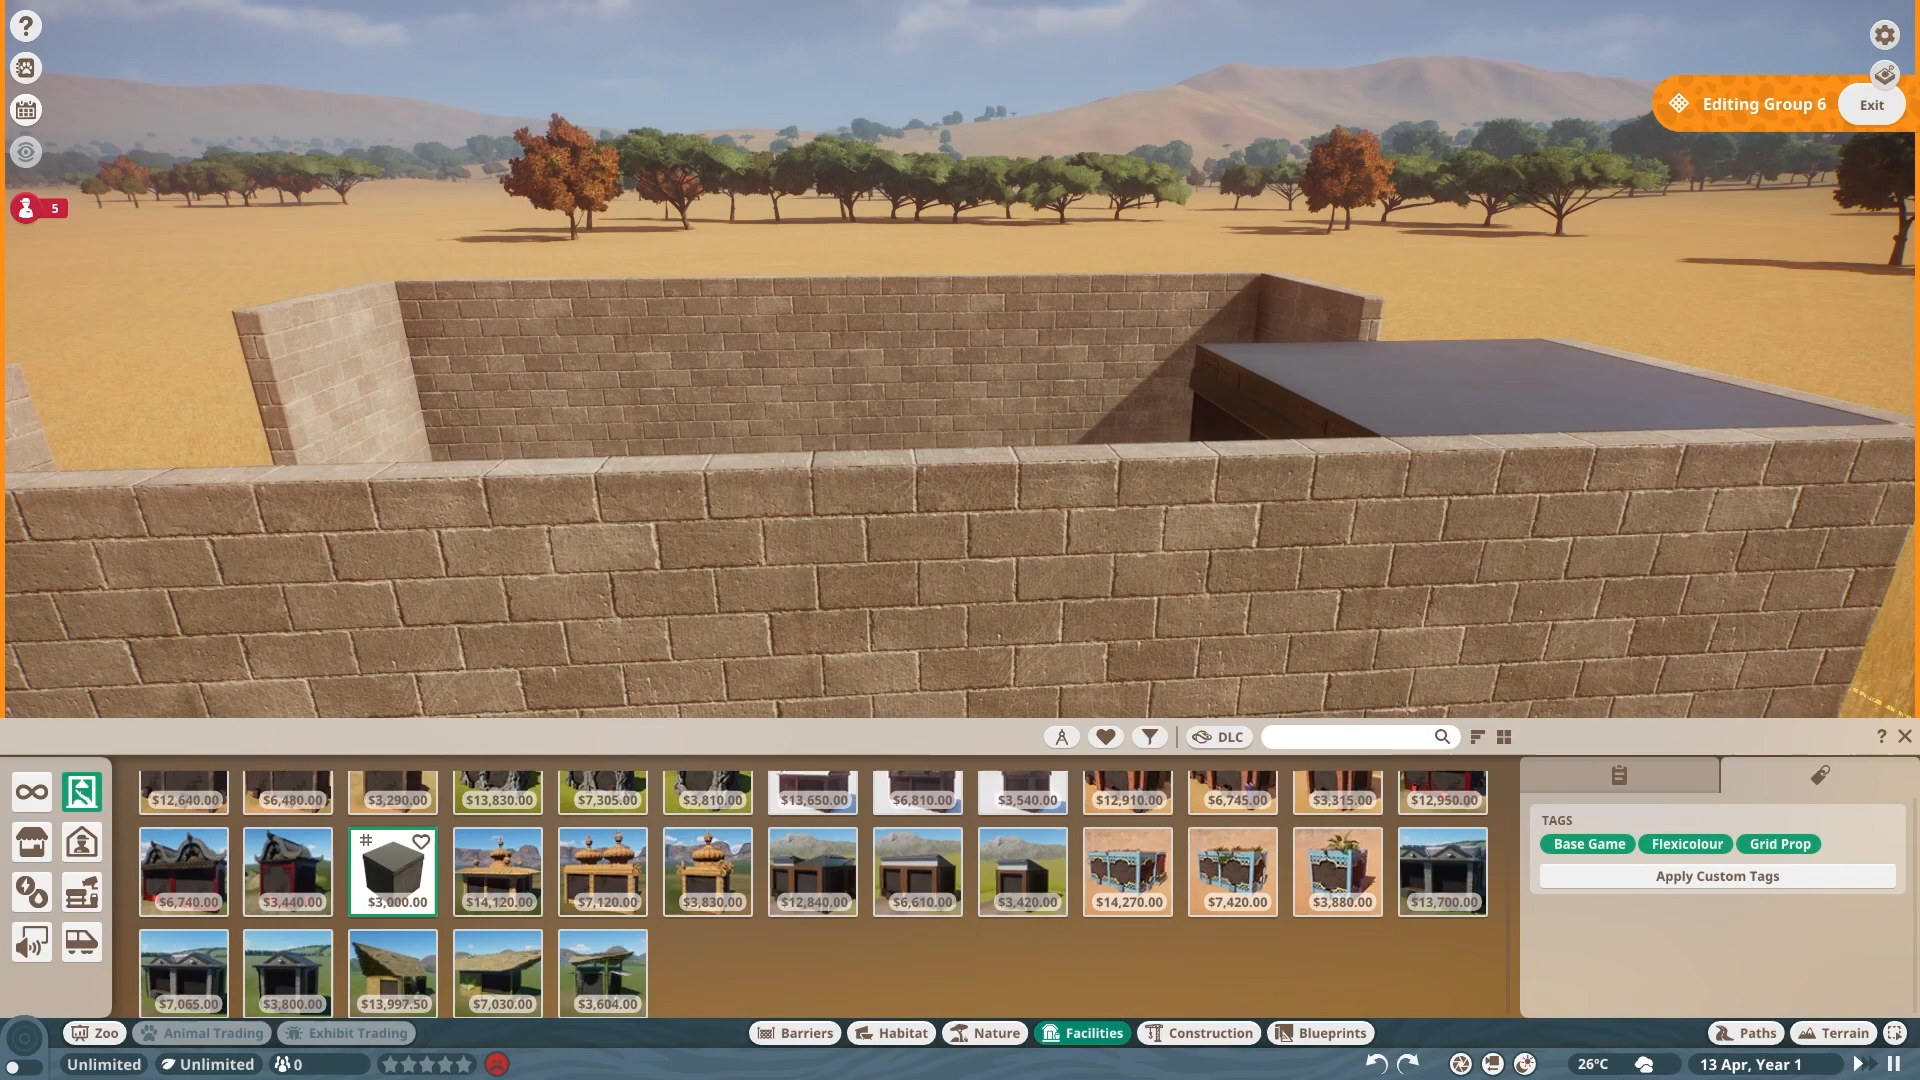 ?
Editing Group 6
Exit
5
DLC
?
$12,640.00
$6,480.00
$3,290.00
$13,830.00
$7,305.00
$3,810.00
$13,650.00
$6,810.00
$3,540.00
$12,910.00
$6,745.00
$3,315.00
$12,950.00
$6,740.00
$3,440.00
#
$3,000.00
$14,120.00
$7,120.00
$3,830.00
$12,840.00
$6,610.00
$3,420.00
$14,270.00
$7,420.00
$3,880.00
$13,700.00
$7,065.00
$3,800.00
$13,997.50
$7,030.00
$3,604.00
TAGS
Base Game
Flexicolour
Grid Prop
Apply Custom Tags
Zoo
Animal Trading
Exhibit Trading
Barriers
Habitat
Nature
Facilities
Construction
Blueprints
Paths
Terrain
Unlimited
Unlimited
0
26°C
13 Apr, Year 1